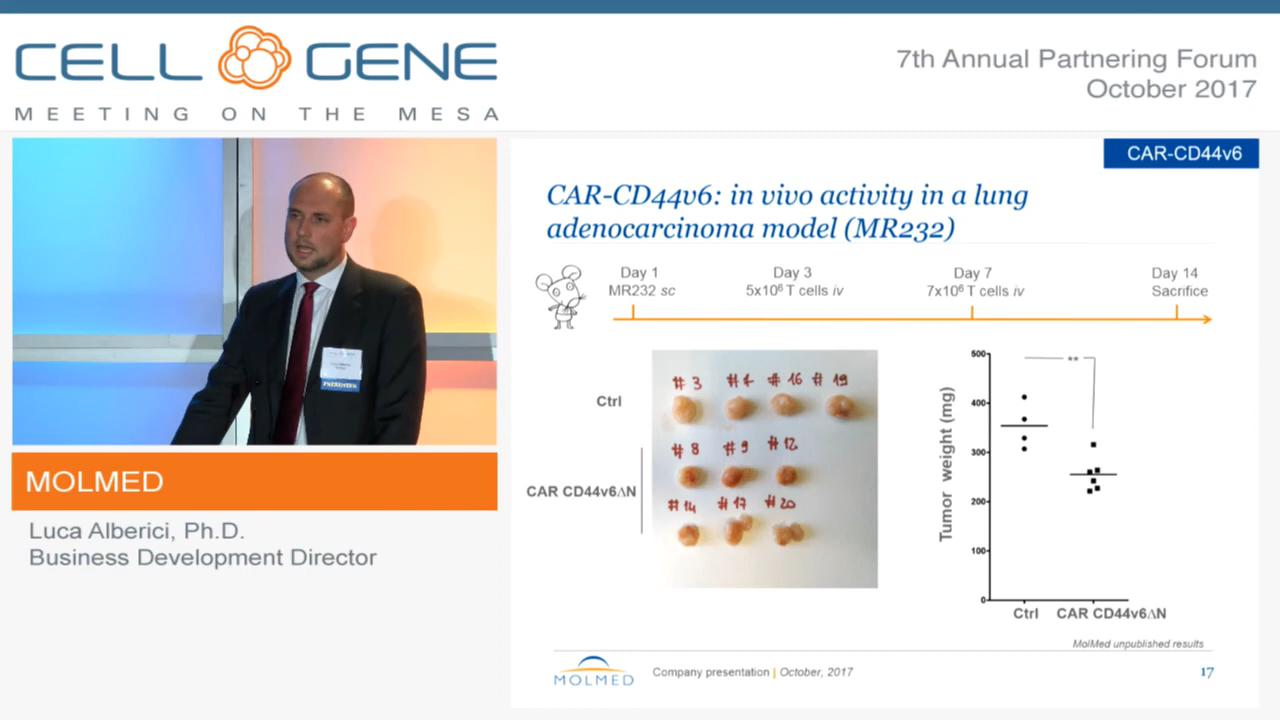 CELL GENE
MEETING ON THE MESA
7th Annual Partnering Forum
October 2017
PRESENTER
MOLMED
Luca Alberici, Ph.D.
Business Development Director
CAR-CD44v6
CAR-CD44v6: in vivo activity in a lung
adenocarcinoma model (MR232)
Day 1
MR232 sc
Day 3
5x10⁶ T cells iv
Day 7
7x10⁶ T cells iv
Day 14
Sacrifice
Ctrl
CAR CD44v6ΔN
# 3 # 4 # 16 # 19
# 8 # 9 # 12
# 14 # 17 # 20
Tumor weight (mg)
500
400
300
200
100
0
**
Ctrl CAR CD44v6ΔN
MolMed unpublished results
MOLMED
Company presentation | October, 2017
17